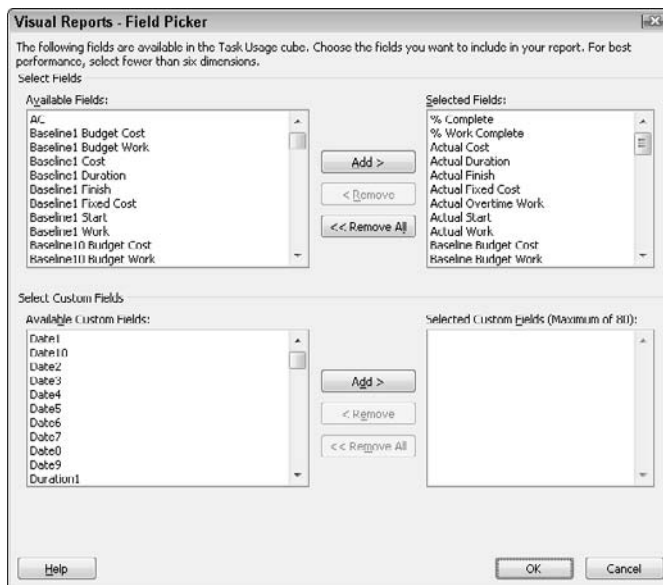 Visual Reports - Field Picker
The following fields are available in the Task Usage cube. Choose the fields you want to include in your report. For best
performance, select fewer than six dimensions.
Select Fields
Available Fields:
AC
Baseline1 Budget Cost
Baseline1 Budget Work
Baseline1 Cost
Baseline1 Duration
Baseline1 Finish
Baseline1 Fixed Cost
Baseline1 Start
Baseline1 Work
Baseline10 Budget Cost
Baseline10 Budget Work
Add >
< Remove
<< Remove All
Selected Fields:
% Complete
% Work Complete
Actual Cost
Actual Duration
Actual Finish
Actual Fixed Cost
Actual Overtime Work
Actual Start
Actual Work
Baseline Budget Cost
Baseline Budget Work
Select Custom Fields
Available Custom Fields:
Date1
Date10
Date2
Date3
Date4
Date5
Date6
Date7
Date8
Date9
Duration1
Add >
< Remove
<< Remove All
Selected Custom Fields (Maximum of 80):
Help
OK
Cancel